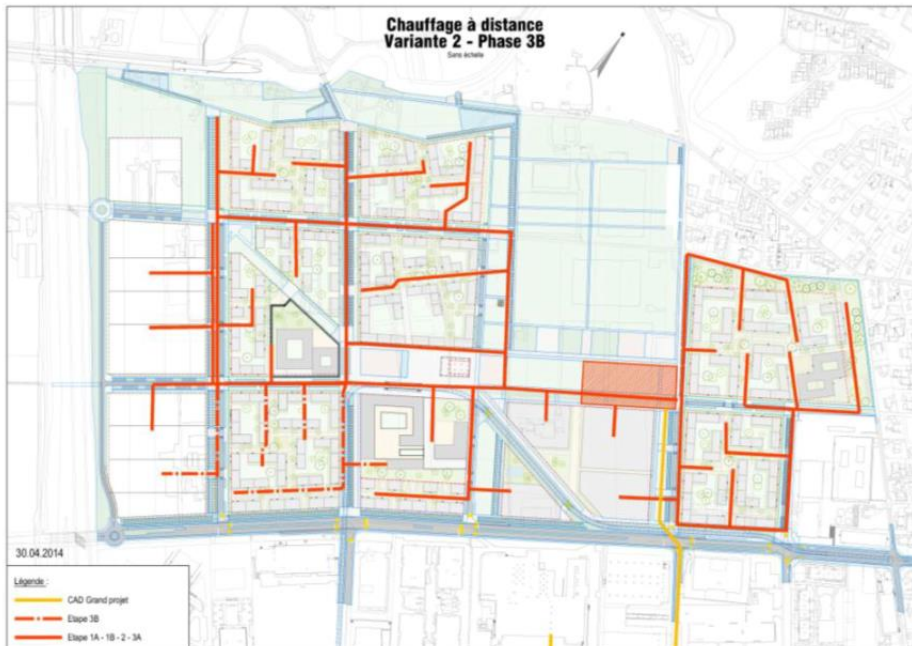 Chauffage à distance
Variante 2 - Phase 3B
Sans échelle
30.04.2014
Légende :
CAD Grand projet
Etape 3B
Etape 1A - 1B - 2 - 3A